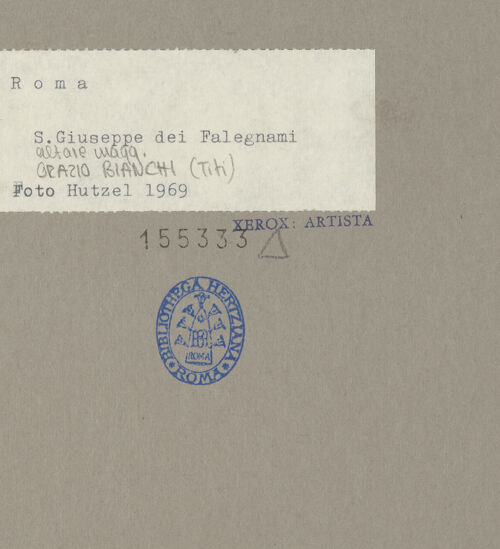 Roma
S.Giuseppe dei Falegnami
altare magg.
ORAZIO BIANCHI (Titi)
Foto Hutzel 1969
XEROX: ARTISTA
155333
BIBLIOTHECA HERTZIANA
ROMA
ROMA